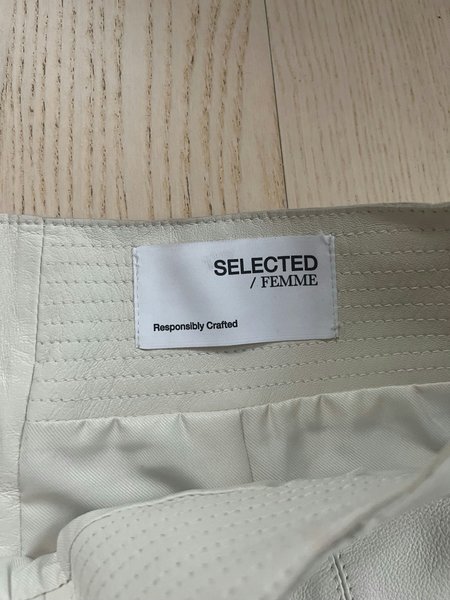 SELECTED
/ FEMME
Responsibly Crafted